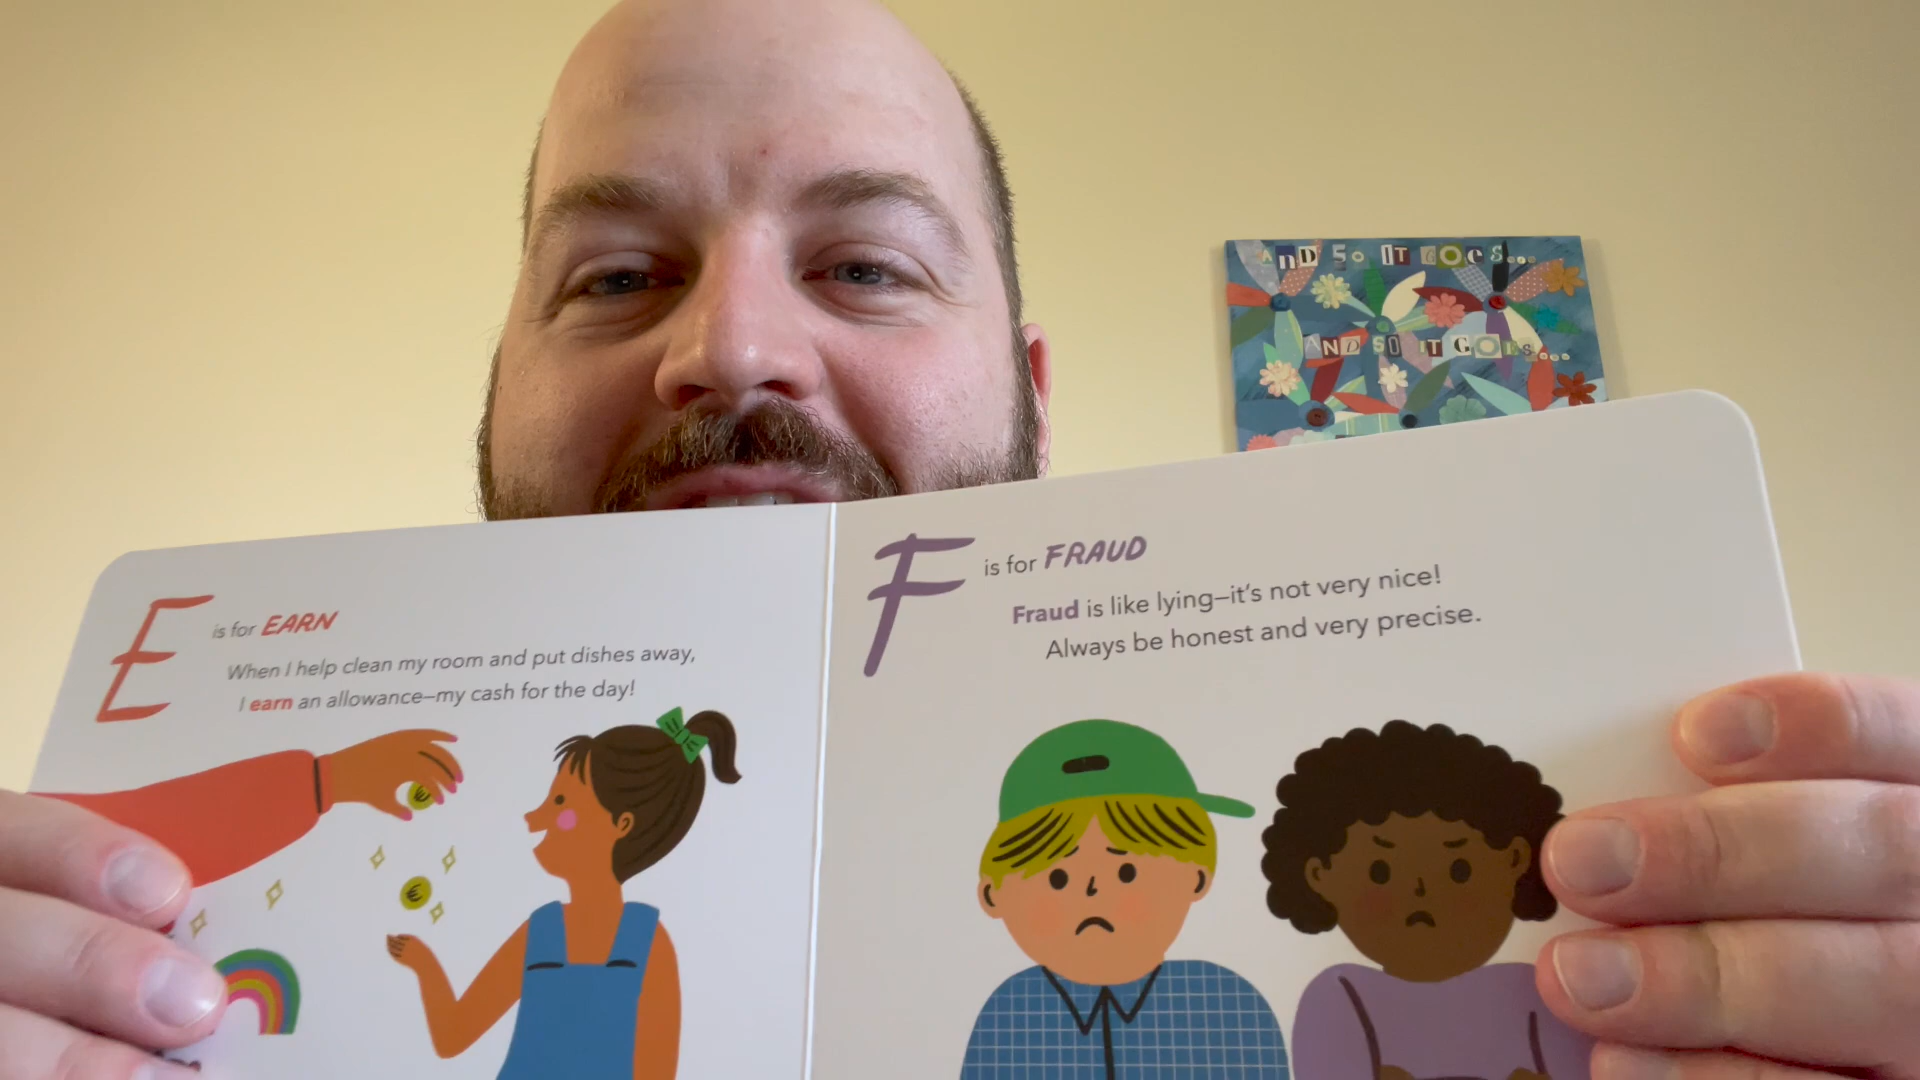 AND SO IT GOES...
AND SO IT GOES...
E is for EARN
When I help clean my room and put dishes away,
I earn an allowance—my cash for the day!
€
€
F is for FRAUD
Fraud is like lying—it's not very nice!
Always be honest and very precise.